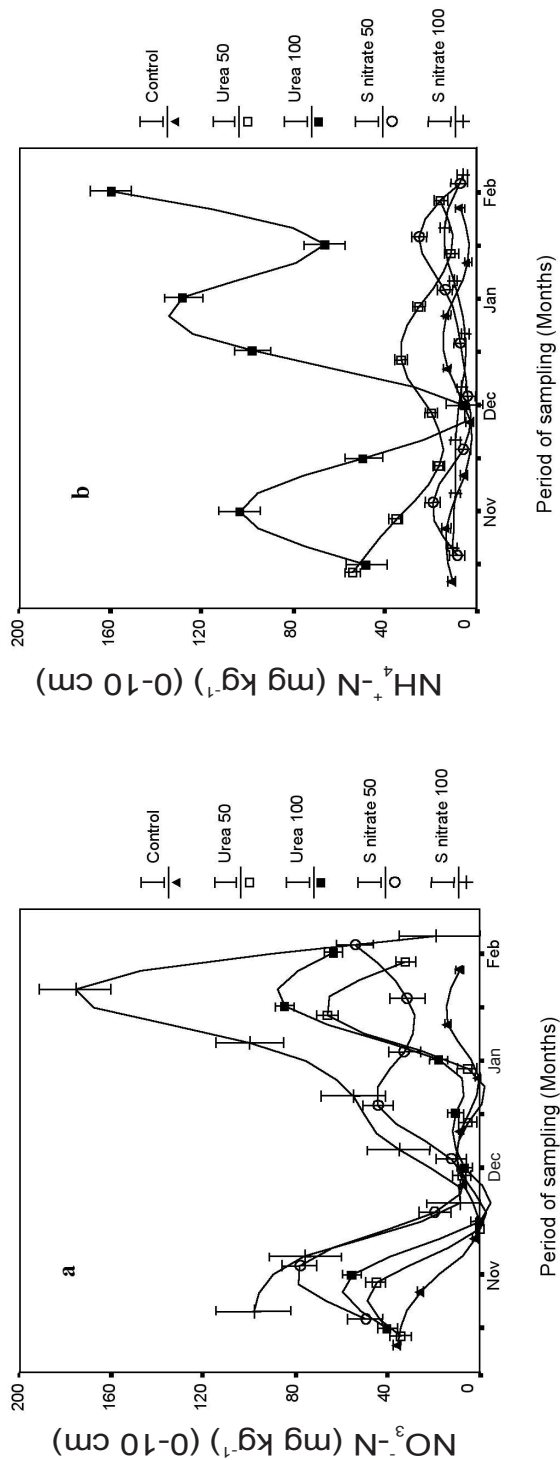 a
NO₃⁻-N (mg kg⁻¹) (0-10 cm)
200
160
120
80
40
0
Nov
Dec
Jan
Feb
Period of sampling (Months)
Control
Urea 50
Urea 100
S nitrate 50
S nitrate 100
b
NH₄⁺-N (mg kg⁻¹) (0-10 cm)
200
160
120
80
40
0
Nov
Dec
Jan
Feb
Period of sampling (Months)
Control
Urea 50
Urea 100
S nitrate 50
S nitrate 100